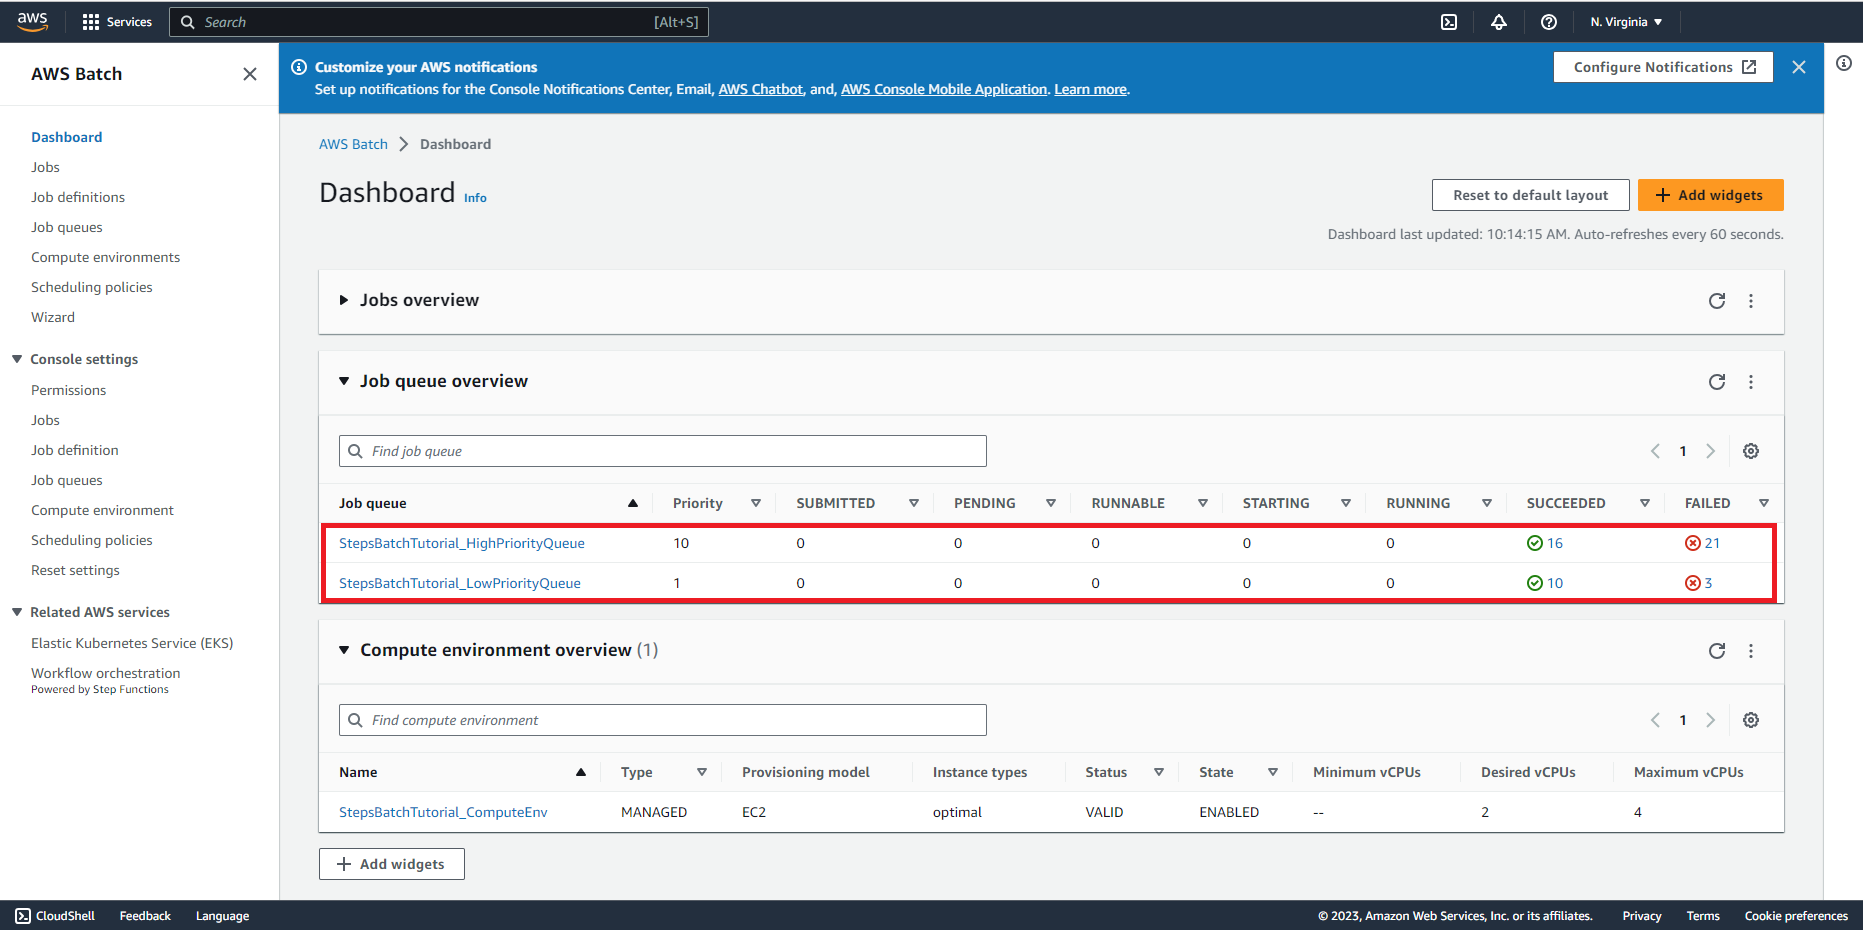 aws Services Search [Alt+S] N. Virginia
AWS Batch
Dashboard
Jobs
Job definitions
Job queues
Compute environments
Scheduling policies
Wizard
Console settings
Permissions
Jobs
Job definition
Job queues
Compute environment
Scheduling policies
Reset settings
Related AWS services
Elastic Kubernetes Service (EKS)
Workflow orchestration
Powered by Step Functions
Customize your AWS notifications
Set up notifications for the Console Notifications Center, Email, AWS Chatbot, and, AWS Console Mobile Application. Learn more.
Configure Notifications
AWS Batch Dashboard
Dashboard Info
Reset to default layout Add widgets
Dashboard last updated: 10:14:15 AM. Auto-refreshes every 60 seconds.
Jobs overview
Job queue overview
Find job queue 1
Job queue Priority SUBMITTED PENDING RUNNABLE STARTING RUNNING SUCCEEDED FAILED
StepsBatchTutorial_HighPriorityQueue 10 0 0 0 0 0 16 21
StepsBatchTutorial_LowPriorityQueue 1 0 0 0 0 0 10 3
Compute environment overview (1)
Find compute environment 1
Name Type Provisioning model Instance types Status State Minimum vCPUs Desired vCPUs Maximum vCPUs
StepsBatchTutorial_ComputeEnv MANAGED EC2 optimal VALID ENABLED -- 2 4
Add widgets
CloudShell Feedback Language © 2023, Amazon Web Services, Inc. or its affiliates. Privacy Terms Cookie preferences